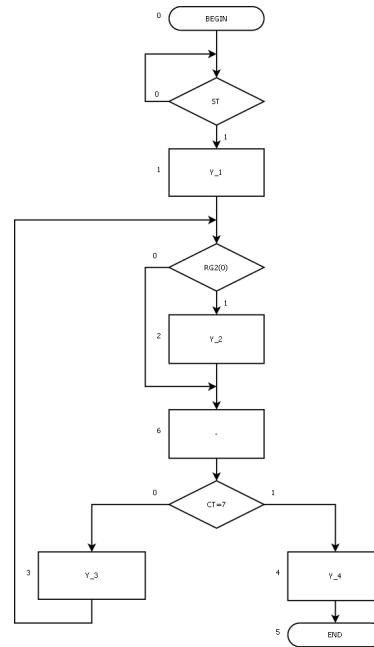 0 BEGIN
0 ST
1
1 Y_1
0 RG2(0)
1
2 Y_2
6 -
0 CT=7 1
3 Y_3
4 Y_4
5 END